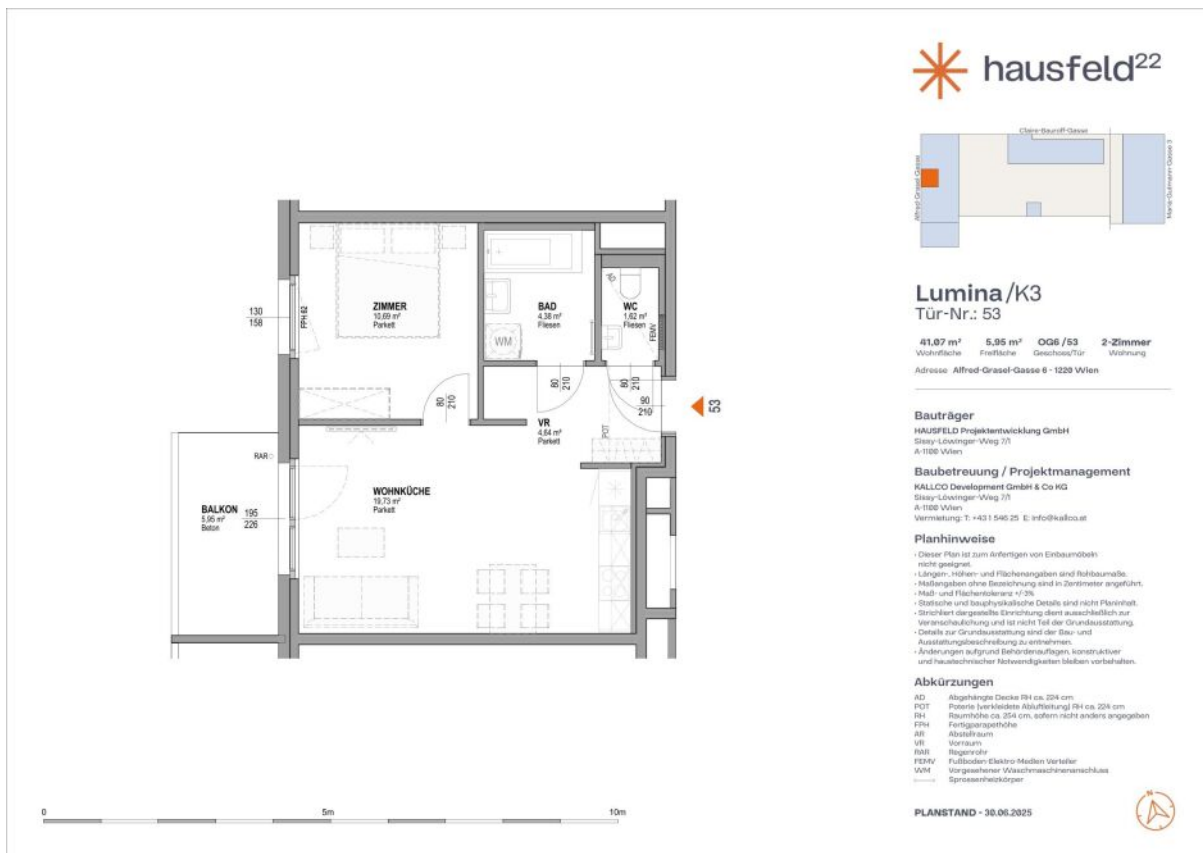 hausfeld²²
Claire-Bauroff-Gasse
Alfred-Grasel-Gasse
Maria-Gutmann-Gasse 3
Lumina /K3
Tür-Nr.: 53
41,07 m² 5,95 m² OG6 /53 2-Zimmer
Wohnfläche Freifläche Geschoss/Tür Wohnung
Adresse Alfred-Grasel-Gasse 6 - 1220 Wien
Bauträger
HAUSFELD Projektentwicklung GmbH
Sissy-Löwinger-Weg 7/1
A-1100 Wien
Baubetreuung / Projektmanagement
KALLCO Development GmbH & Co KG
Sissy-Löwinger-Weg 7/1
A-1100 Wien
Vermietung: T: +43 1 546 25 E: info@kallco.at
Planhinweise
- Dieser Plan ist zum Anfertigen von Einbaumöbeln
nicht geeignet.
- Längen-, Höhen- und Flächenangaben sind Rohbaumaße.
- Maßangaben ohne Bezeichnung sind in Zentimeter angeführt.
- Maß- und Flächentoleranz +/-3%
- Statische und bauphysikalische Details sind nicht Planinhalt.
- Strichliert dargestellte Einrichtung dient ausschließlich zur
Veranschaulichung und ist nicht Teil der Grundausstattung.
- Details zur Grundausstattung sind der Bau- und
Ausstattungsbeschreibung zu entnehmen.
- Änderungen aufgrund Behördenauflagen, konstruktiver
und haustechnischer Notwendigkeiten bleiben vorbehalten.
Abkürzungen
AD Abgehängte Decke RH ca. 224 cm
POT Poterie (verkleidete Abluftleitung) RH ca. 224 cm
RH Raumhöhe ca. 254 cm, sofern nicht anders angegeben
FPH Fertigparapethöhe
AR Abstellraum
VR Vorraum
RAR Regenrohr
FEMV Fußboden-Elektro-Medien Verteiler
WM Vorgesehener Waschmaschinenanschluss
Sprossenheizkörper
PLANSTAND - 30.06.2025
N
ZIMMER
10,69 m²
Parkett
130
158
FPH 62
BAD
4,38 m²
Fliesen
WM
AD
WC
1,62 m²
Fliesen
FEMV
80
210
80
210
80
210
90
210
53
VR
4,64 m²
Parkett
POT
RAR
WOHNKÜCHE
19,73 m²
Parkett
BALKON
5,95 m²
Beton
195
226
0 5m 10m